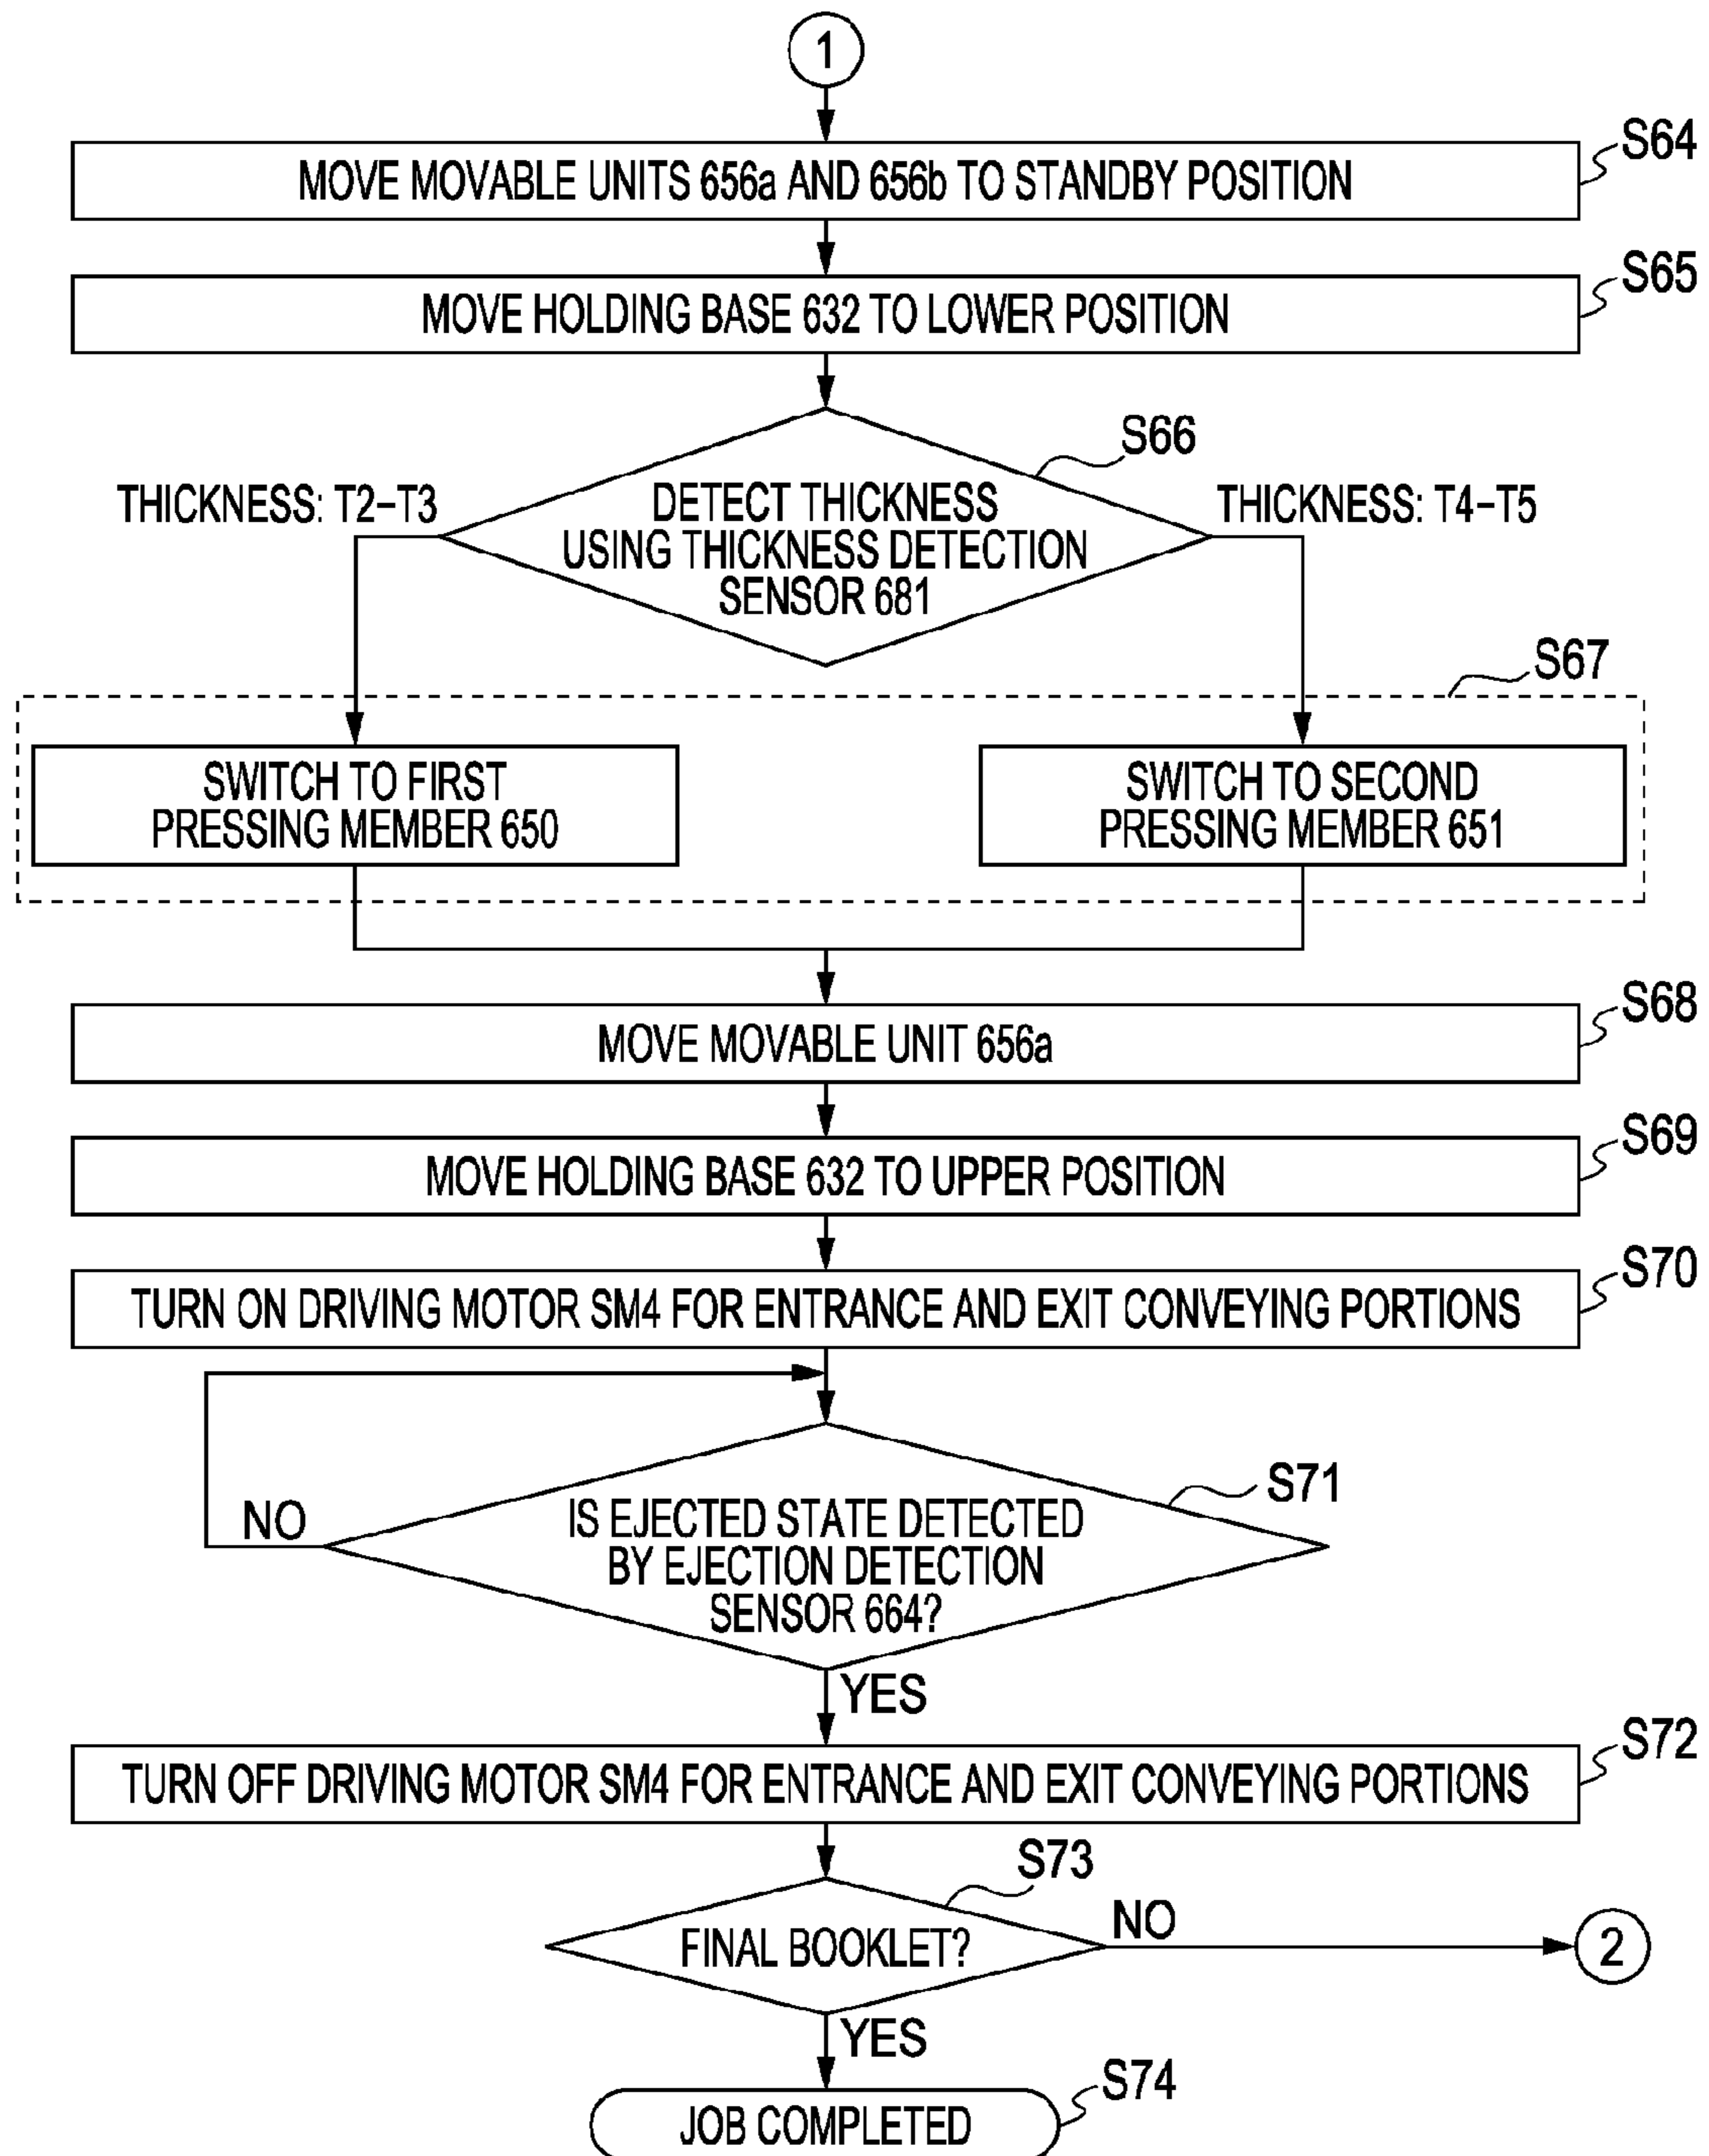 1
S64
MOVE MOVABLE UNITS 656a AND 656b TO STANDBY POSITION
S65
MOVE HOLDING BASE 632 TO LOWER POSITION
S66
THICKNESS: T2–T3
DETECT THICKNESS
USING THICKNESS DETECTION
SENSOR 681
THICKNESS: T4–T5
S67
SWITCH TO FIRST
PRESSING MEMBER 650
SWITCH TO SECOND
PRESSING MEMBER 651
S68
MOVE MOVABLE UNIT 656a
S69
MOVE HOLDING BASE 632 TO UPPER POSITION
S70
TURN ON DRIVING MOTOR SM4 FOR ENTRANCE AND EXIT CONVEYING PORTIONS
S71
NO
IS EJECTED STATE DETECTED
BY EJECTION DETECTION
SENSOR 664?
YES
S72
TURN OFF DRIVING MOTOR SM4 FOR ENTRANCE AND EXIT CONVEYING PORTIONS
S73
FINAL BOOKLET?
NO
2
YES
S74
JOB COMPLETED